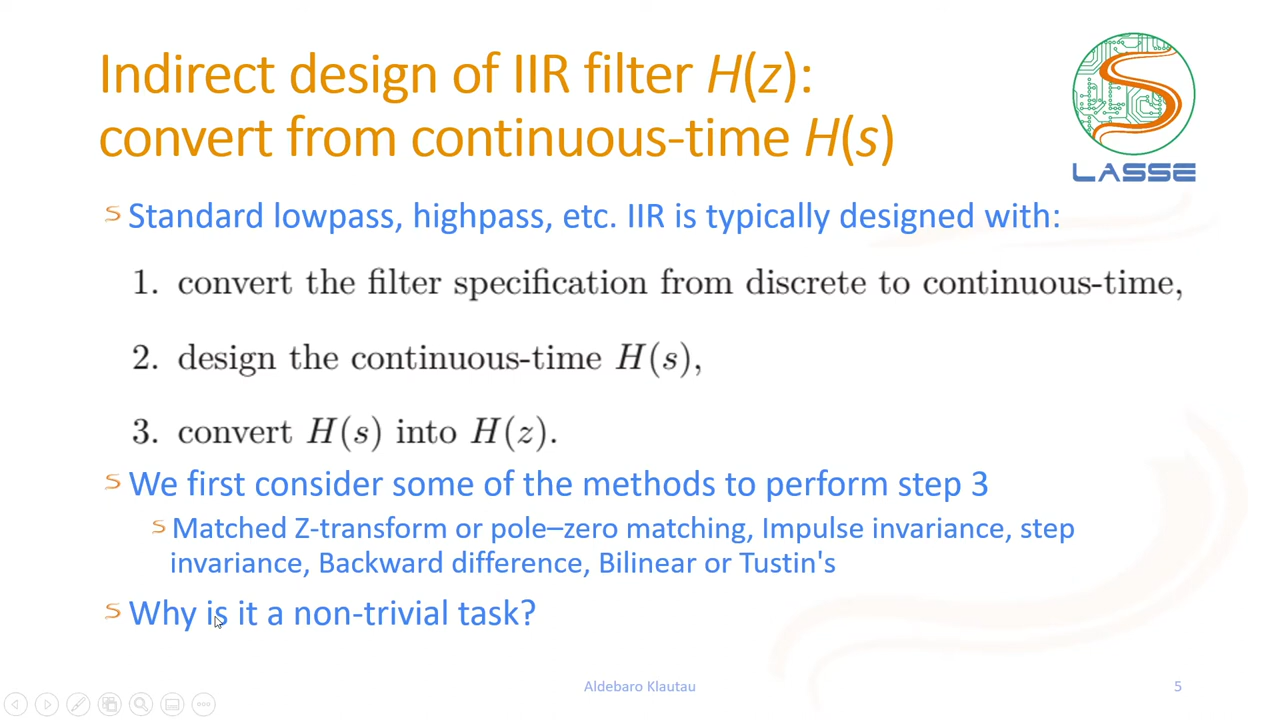 Indirect design of IIR filter H(z):
convert from continuous-time H(s)
LASSE
Standard lowpass, highpass, etc. IIR is typically designed with:
1. convert the filter specification from discrete to continuous-time,
2. design the continuous-time H(s),
3. convert H(s) into H(z).
We first consider some of the methods to perform step 3
Matched Z-transform or pole–zero matching, Impulse invariance, step
invariance, Backward difference, Bilinear or Tustin's
Why is it a non-trivial task?
Aldebaro Klautau
5